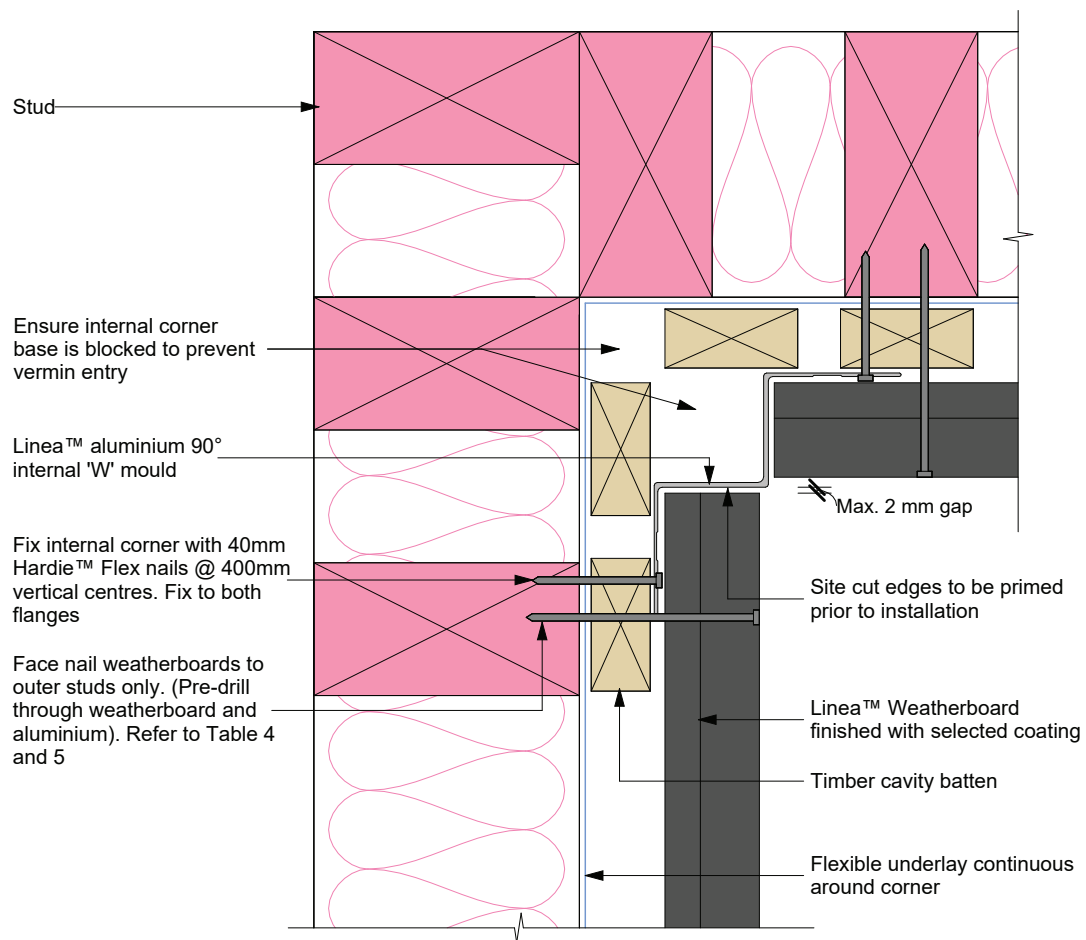 Stud
Ensure internal corner
base is blocked to prevent
vermin entry
Linea™ aluminium 90°
internal 'W' mould
Fix internal corner with 40mm
Hardie™ Flex nails @ 400mm
vertical centres. Fix to both
flanges
Face nail weatherboards to
outer studs only. (Pre-drill
through weatherboard and
aluminium). Refer to Table 4
and 5
Max. 2 mm gap
Site cut edges to be primed
prior to installation
Linea™ Weatherboard
finished with selected coating
Timber cavity batten
Flexible underlay continuous
around corner